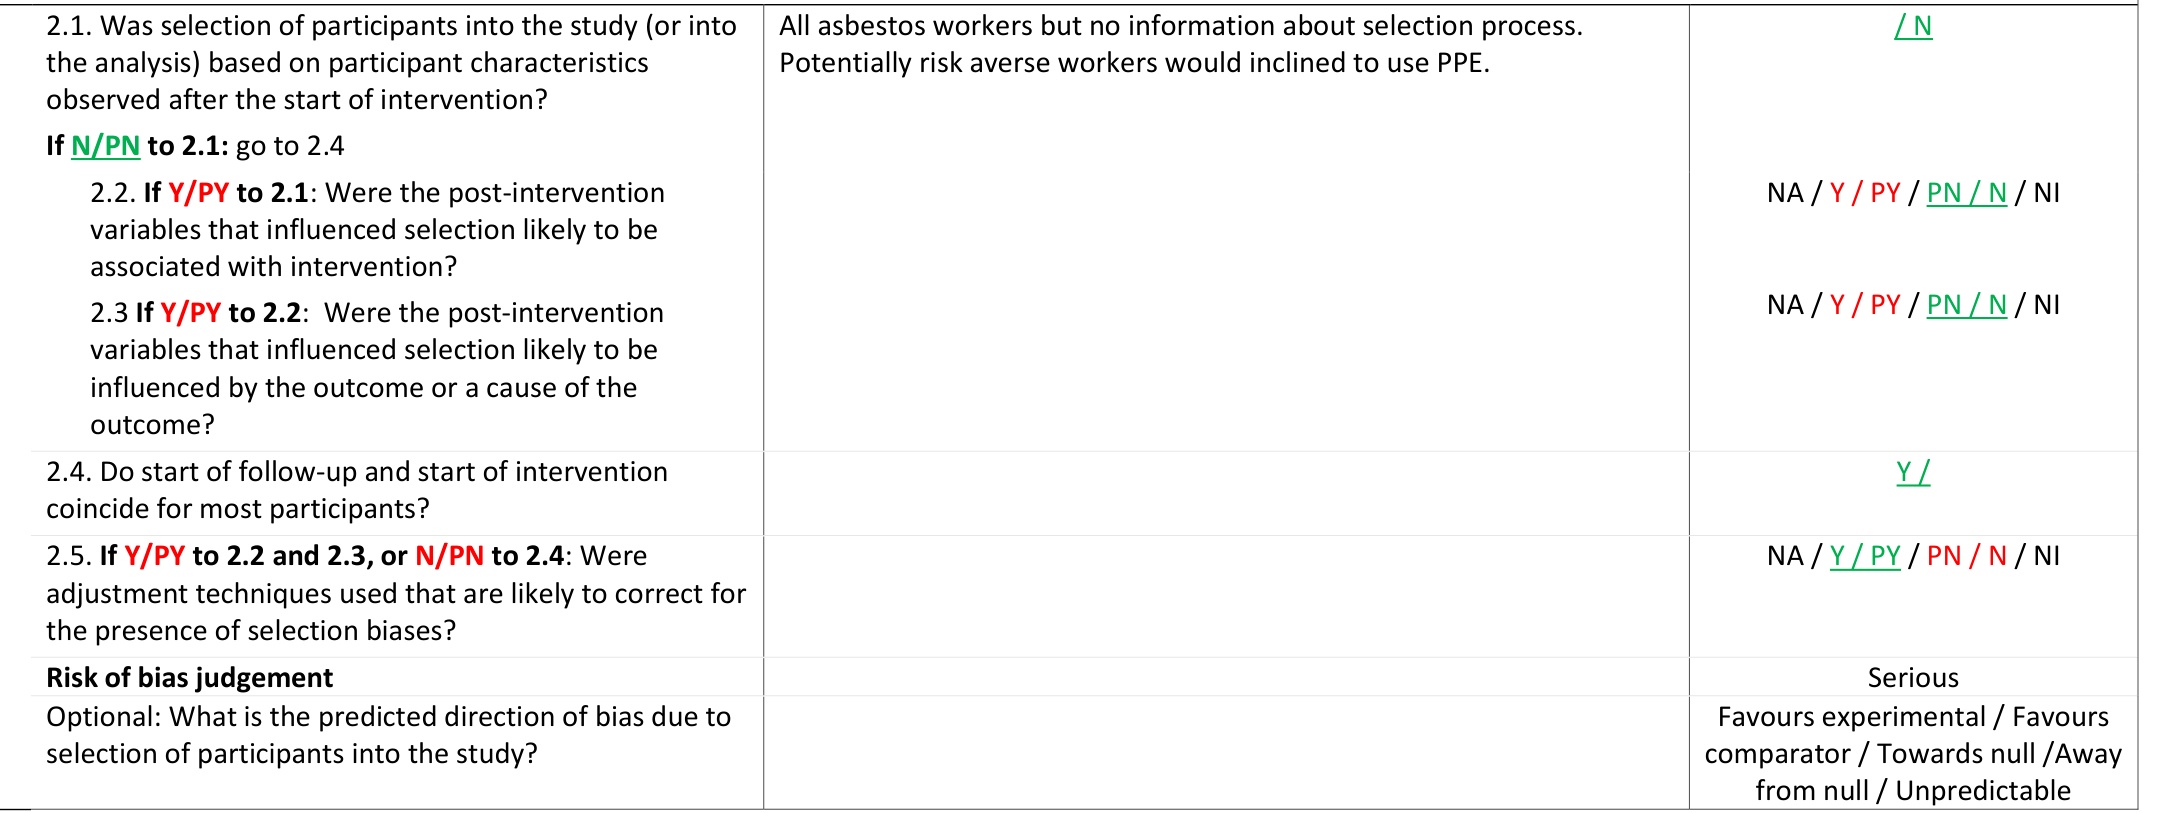 2.1. Was selection of participants into the study (or into
the analysis) based on participant characteristics
observed after the start of intervention?
If N/PN to 2.1: go to 2.4
All asbestos workers but no information about selection process.
Potentially risk averse workers would inclined to use PPE.
/ N
2.2. If Y/PY to 2.1: Were the post-intervention
variables that influenced selection likely to be
associated with intervention?
NA / Y / PY / PN / N / NI
2.3 If Y/PY to 2.2: Were the post-intervention
variables that influenced selection likely to be
influenced by the outcome or a cause of the
outcome?
NA / Y / PY / PN / N / NI
2.4. Do start of follow-up and start of intervention
coincide for most participants?
Y /
2.5. If Y/PY to 2.2 and 2.3, or N/PN to 2.4: Were
adjustment techniques used that are likely to correct for
the presence of selection biases?
NA / Y / PY / PN / N / NI
Risk of bias judgement
Serious
Optional: What is the predicted direction of bias due to
selection of participants into the study?
Favours experimental / Favours
comparator / Towards null /Away
from null / Unpredictable